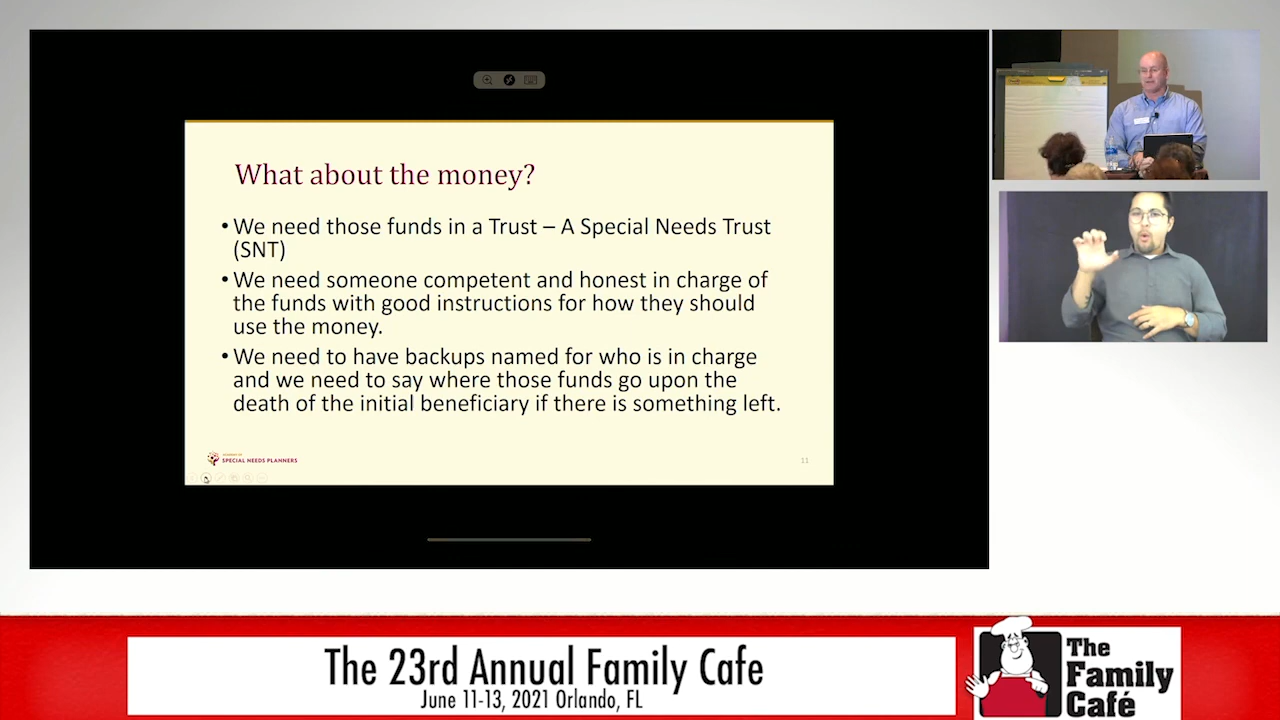 What about the money?
• We need those funds in a Trust – A Special Needs Trust
(SNT)
• We need someone competent and honest in charge of
the funds with good instructions for how they should
use the money.
• We need to have backups named for who is in charge
and we need to say where those funds go upon the
death of the initial beneficiary if there is something left.
SPECIAL NEEDS PLANNERS
11
The 23rd Annual Family Cafe
June 11-13, 2021 Orlando, FL
The
Family
Café